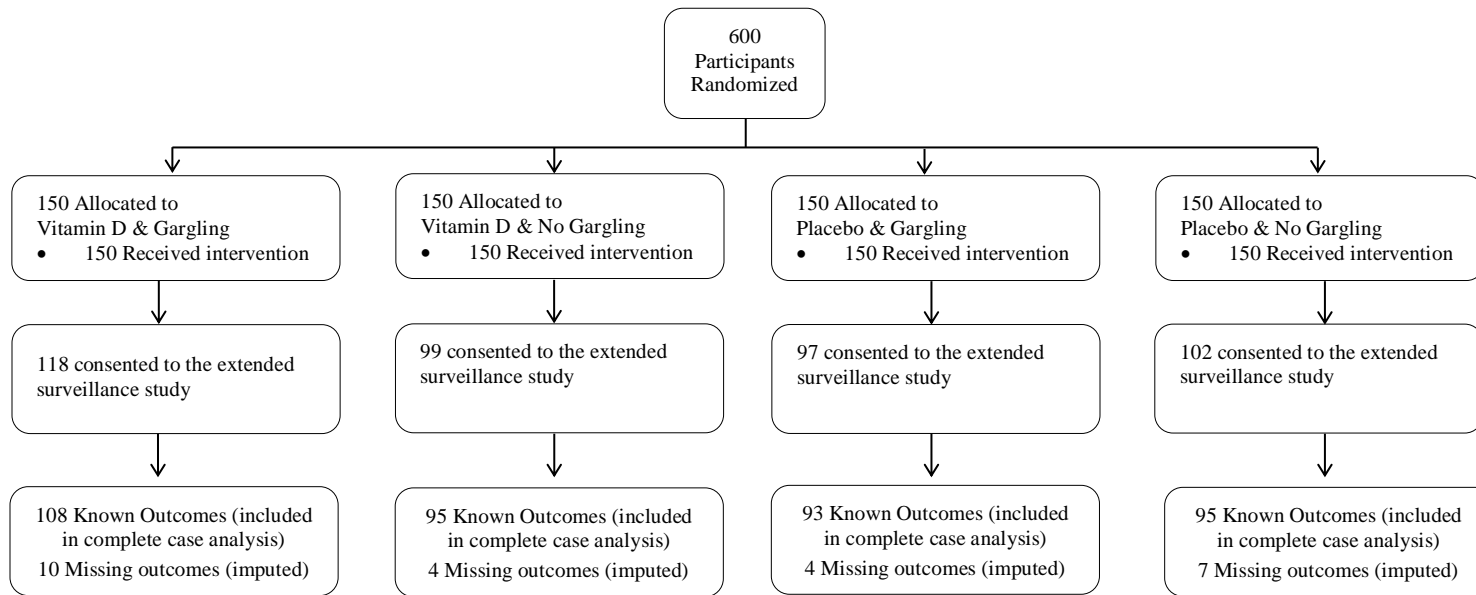 600
Participants
Randomized
150 Allocated to
Vitamin D & Gargling
• 150 Received intervention
150 Allocated to
Vitamin D & No Gargling
• 150 Received intervention
150 Allocated to
Placebo & Gargling
• 150 Received intervention
150 Allocated to
Placebo & No Gargling
• 150 Received intervention
118 consented to the extended
surveillance study
99 consented to the extended
surveillance study
97 consented to the extended
surveillance study
102 consented to the extended
surveillance study
108 Known Outcomes (included
in complete case analysis)
10 Missing outcomes (imputed)
95 Known Outcomes (included
in complete case analysis)
4 Missing outcomes (imputed)
93 Known Outcomes (included
in complete case analysis)
4 Missing outcomes (imputed)
95 Known Outcomes (included
in complete case analysis)
7 Missing outcomes (imputed)